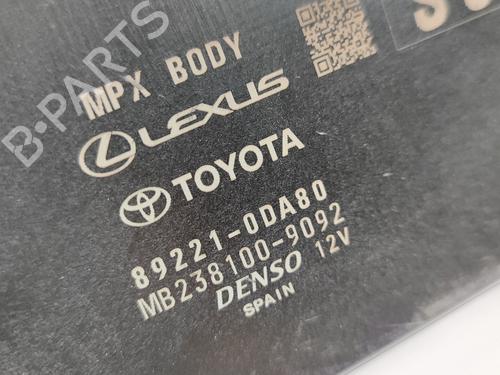 B-PARTS
MPX BODY
LEXUS
TOYOTA
89221-0DA80
MB238100-9092
DENSO 12V
SPAIN